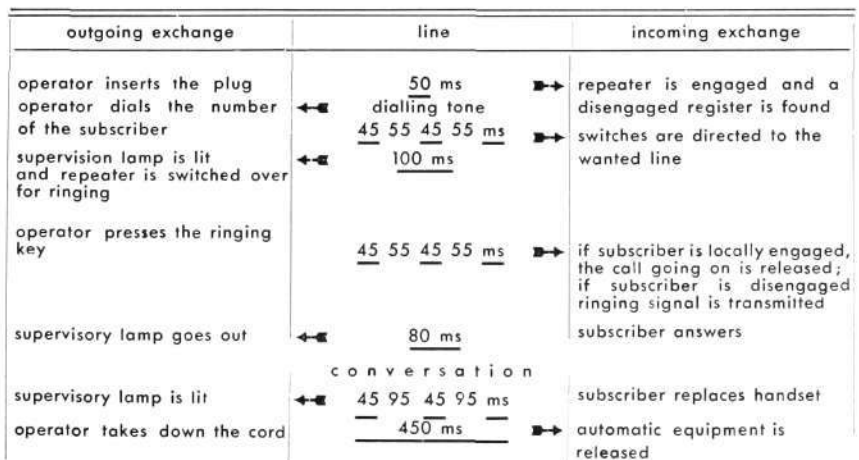 outgoing exchange line incoming exchange
operator inserts the plug 50 ms repeater is engaged and a
operator dials the number dialling tone disengaged register is found
of the subscriber 45 55 45 55 ms switches are directed to the
supervision lamp is lit 100 ms wanted line
and repeater is switched over
for ringing
operator presses the ringing
key 45 55 45 55 ms if subscriber is locally engaged,
the call going on is released;
if subscriber is disengaged
ringing signal is transmitted
supervisory lamp goes out 80 ms subscriber answers
conversation
supervisory lamp is lit 45 95 45 95 ms subscriber replaces handset
operator takes down the cord 450 ms automatic equipment is
released